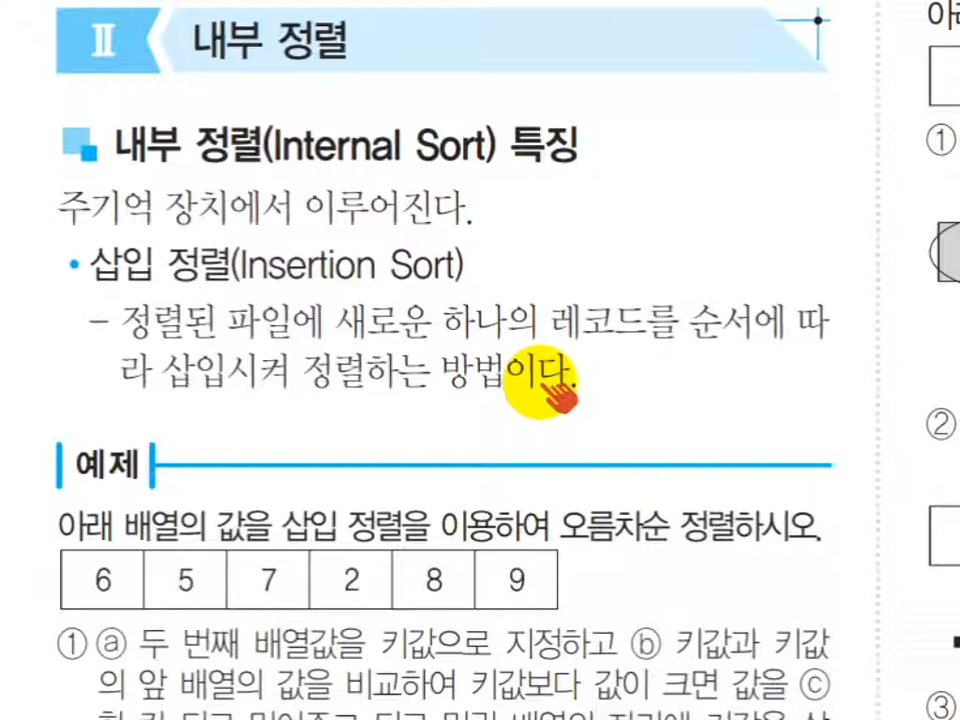 Ⅱ 내부 정렬
내부 정렬(Internal Sort) 특징
주기억 장치에서 이루어진다.
• 삽입 정렬(Insertion Sort)
– 정렬된 파일에 새로운 하나의 레코드를 순서에 따
라 삽입시켜 정렬하는 방법이다.
예제
아래 배열의 값을 삽입 정렬을 이용하여 오름차순 정렬하시오.
6 5 7 2 8 9
① ⓐ 두 번째 배열값을 키값으로 지정하고 ⓑ 키값과 키값
의 앞 배열의 값을 비교하여 키값보다 값이 크면 값을 ⓒ
①
②
③